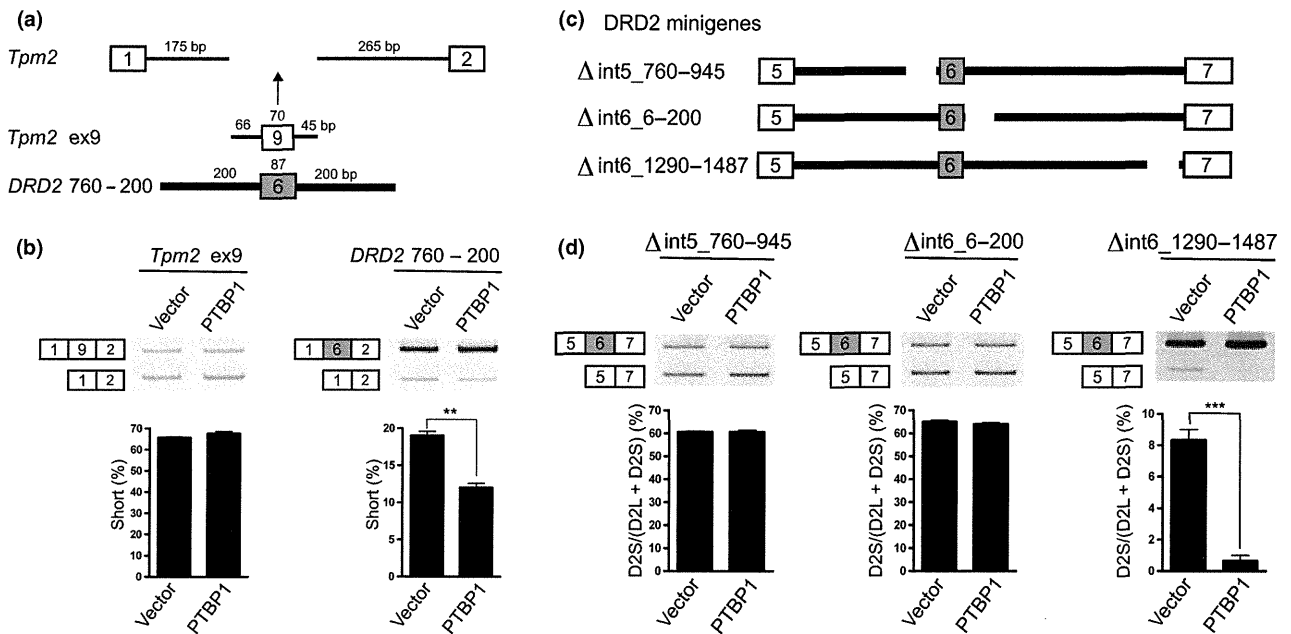 (a)
Tpm2
1
175 bp
265 bp
2
Tpm2 ex9
66
70
9
45 bp
DRD2 760 – 200
200
87
6
200 bp
(b)
Tpm2 ex9
Vector
PTBP1
1 9 2
1 2
Short (%)
70
60
50
40
30
20
10
0
Vector
PTBP1
DRD2 760 – 200
Vector
PTBP1
1 6 2
1 2
**
Short (%)
20
15
10
5
0
Vector
PTBP1
(c) DRD2 minigenes
Δint5_760–945
5 6 7
Δint6_6–200
5 6 7
Δint6_1290–1487
5 6 7
(d)
Δint5_760–945
Vector
PTBP1
5 6 7
5 7
D2S/(D2L + D2S) (%)
70
60
50
40
30
20
10
0
Vector
PTBP1
Δint6_6–200
Vector
PTBP1
5 6 7
5 7
D2S/(D2L + D2S) (%)
70
60
50
40
30
20
10
0
Vector
PTBP1
Δint6_1290–1487
Vector
PTBP1
5 6 7
5 7
***
D2S/(D2L + D2S) (%)
10
8
6
4
2
0
Vector
PTBP1